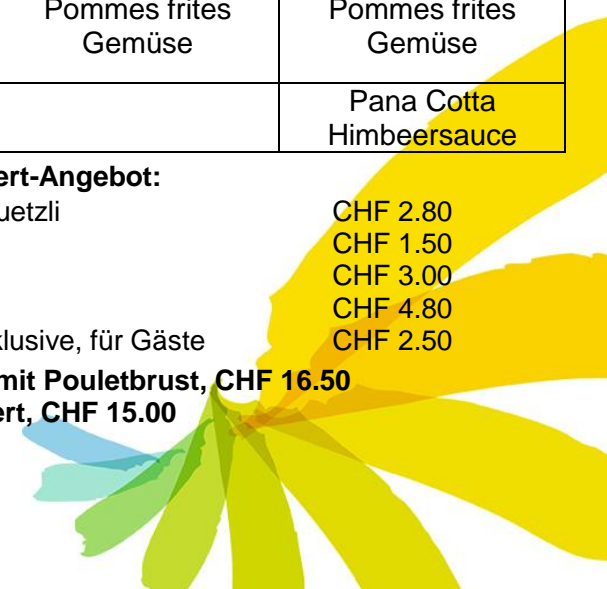 Pommes frites Pommes frites
Gemüse Gemüse
Pana Cotta
Himbeersauce
ert-Angebot:
uetzli CHF 2.80
CHF 1.50
CHF 3.00
CHF 4.80
klusive, für Gäste CHF 2.50
mit Pouletbrust, CHF 16.50
ert, CHF 15.00